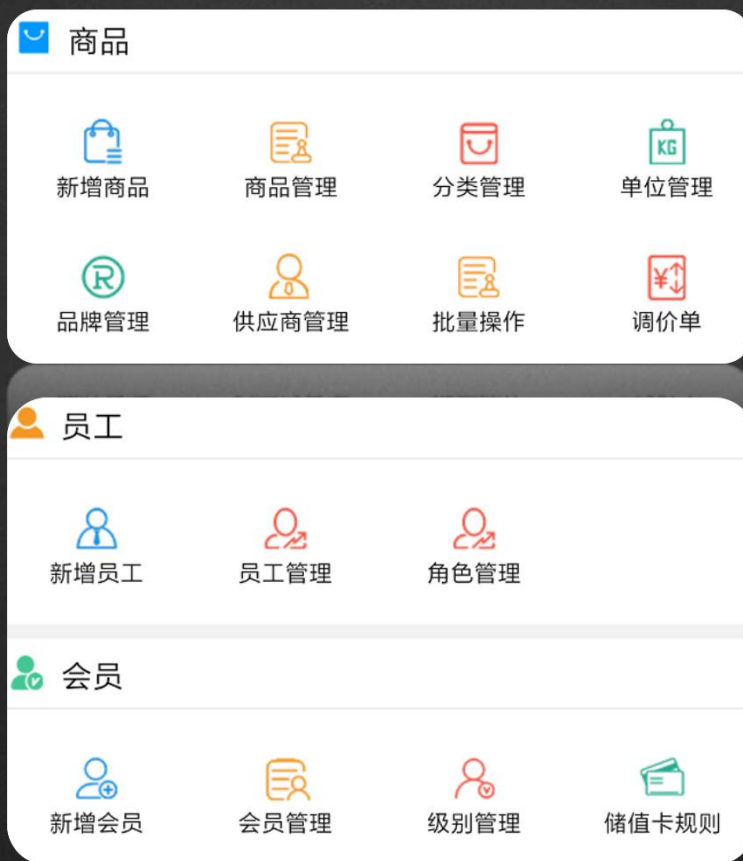 商品
新增商品 商品管理 分类管理 单位管理
KG
品牌管理 供应商管理 批量操作 调价单
R
¥
员工
新增员工 员工管理 角色管理
会员
新增会员 会员管理 级别管理 储值卡规则